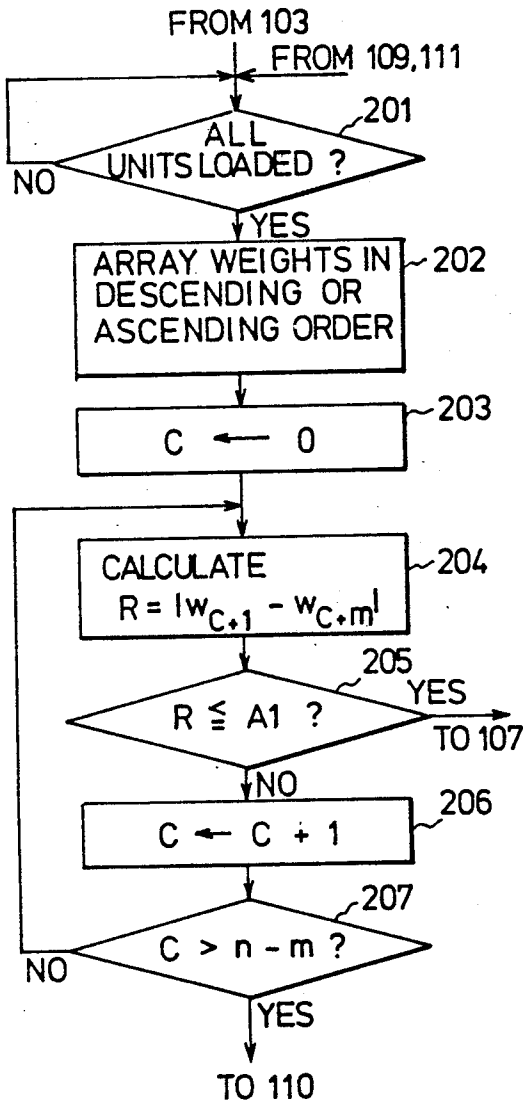 FROM 103
FROM 109,111
201
ALL
UNITS LOADED ?
NO
YES
ARRAY WEIGHTS IN
DESCENDING OR
ASCENDING ORDER
202
203
C ← 0
CALCULATE
R = |w_{C+1} - w_{C+m}|
204
205
R ≦ A1 ?
YES
TO 107
NO
206
C ← C + 1
207
C > n - m ?
NO
YES
TO 110